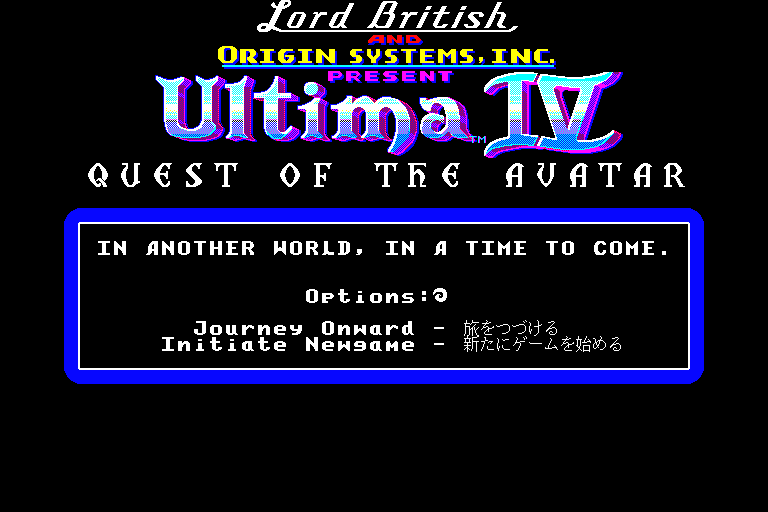 Lord British
AND
ORIGIN SYSTEMS, INC.
PRESENT
Ultima IV™
QUEST OF THE AVATAR
IN ANOTHER WORLD, IN A TIME TO COME.
Options:
Journey Onward - 旅をつづける
Initiate Newgame - 新たにゲームを始める